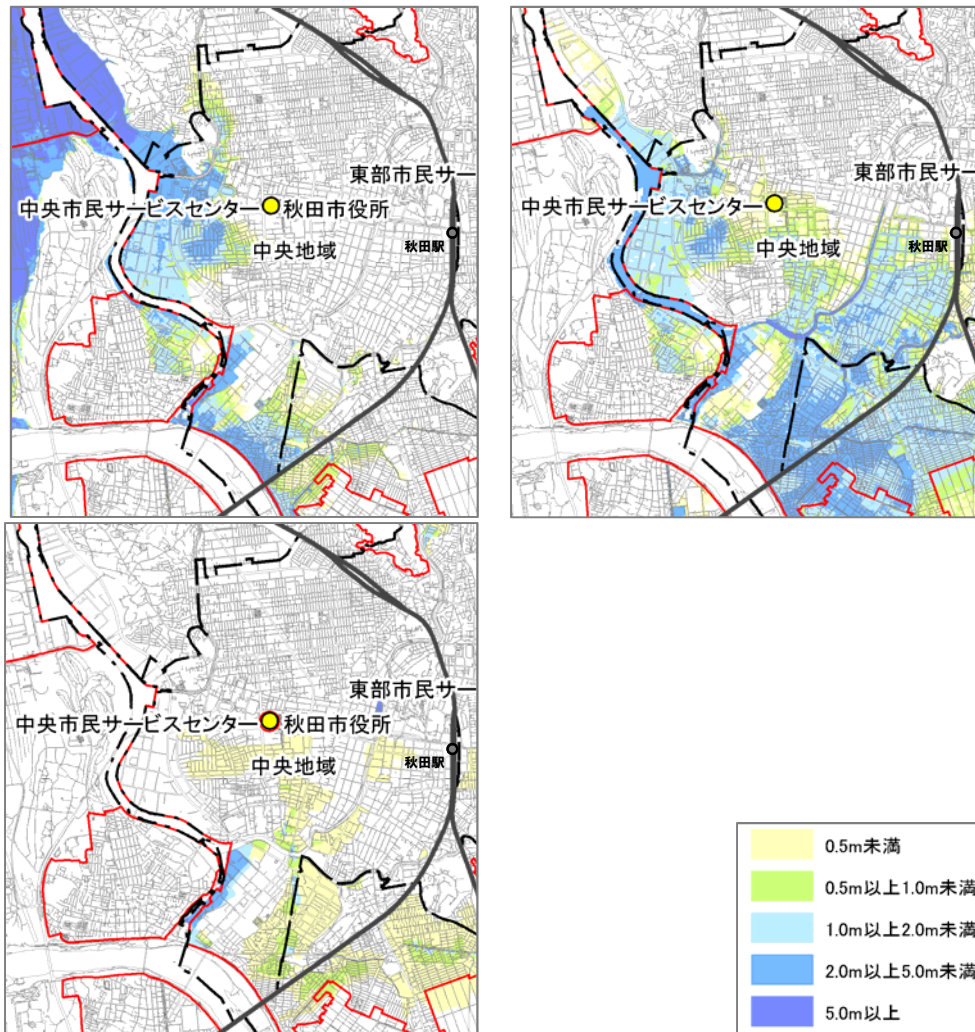 東部市民サー
中央市民サービスセンター 秋田市役所
秋田駅
中央地域
東部市民サー
中央市民サービスセンター
秋田駅
中央地域
東部市民サー
中央市民サービスセンター 秋田市役所
秋田駅
中央地域
0.5m未満
0.5m以上1.0m未満
1.0m以上2.0m未満
2.0m以上5.0m未満
5.0m以上